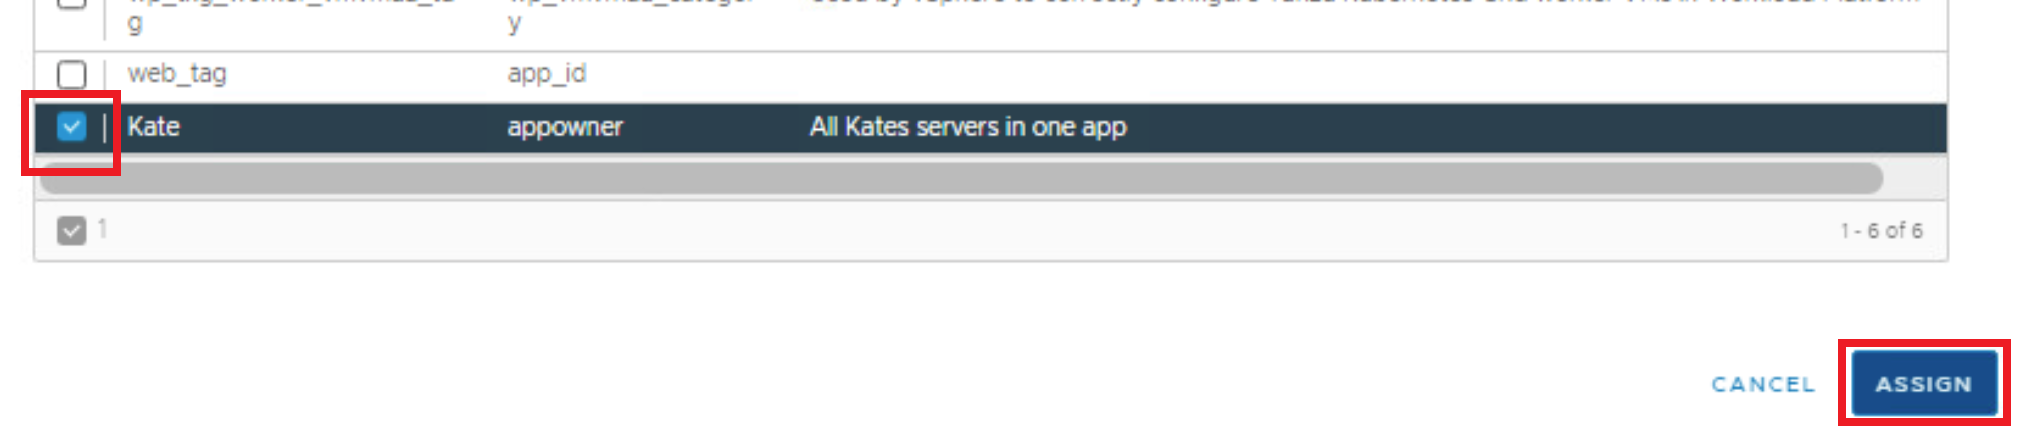 g y
web_tag app_id
Kate appowner All Kates servers in one app
1 1 - 6 of 6
CANCEL ASSIGN